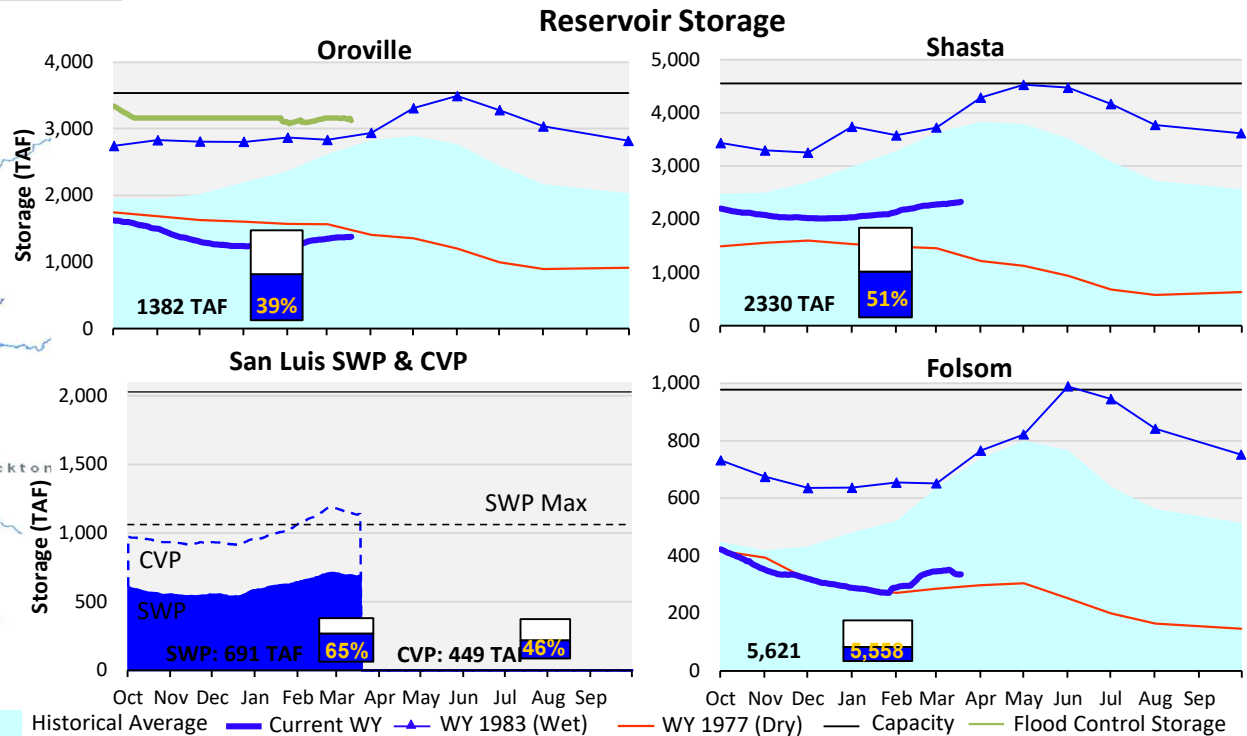 Reservoir Storage
Oroville
Shasta
Storage (TAF)
4,000
3,000
2,000
1,000
0
1382 TAF
39%
5,000
4,000
3,000
2,000
1,000
0
2330 TAF
51%
San Luis SWP & CVP
Folsom
Storage (TAF)
2,000
1,500
1,000
500
0
SWP Max
CVP
SWP
SWP: 691 TAF
65%
CVP: 449 TAF
46%
1,000
800
600
400
200
0
5,621
5,558
Oct Nov Dec Jan Feb Mar Apr May Jun Jul Aug Sep
Oct Nov Dec Jan Feb Mar Apr May Jun Jul Aug Sep
Historical Average Current WY WY 1983 (Wet) WY 1977 (Dry) Capacity Flood Control Storage
ckton